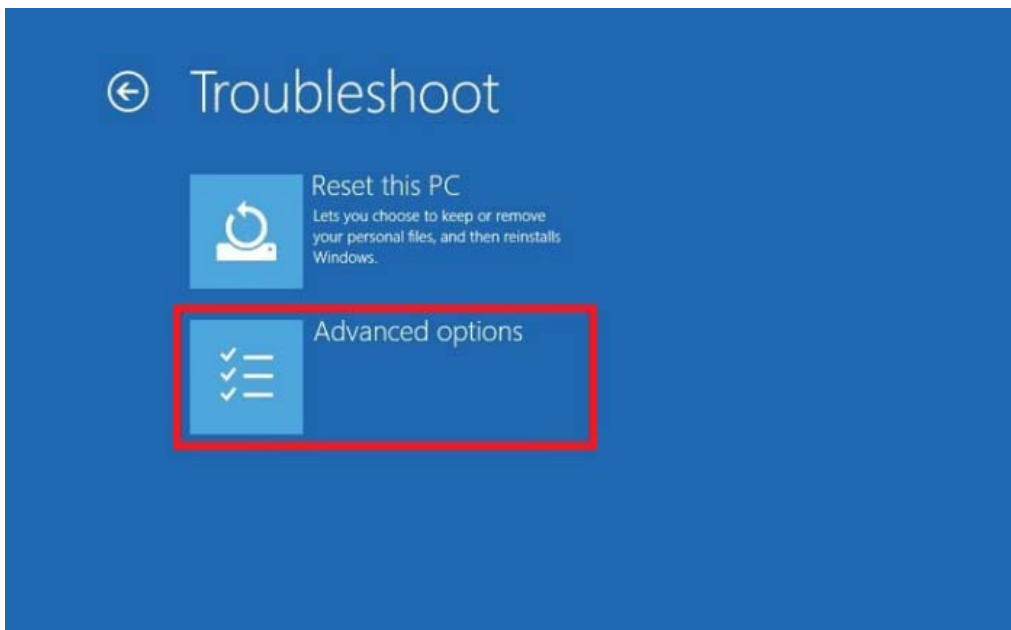 Troubleshoot
Reset this PC
Lets you choose to keep or remove
your personal files, and then reinstalls
Windows.
Advanced options